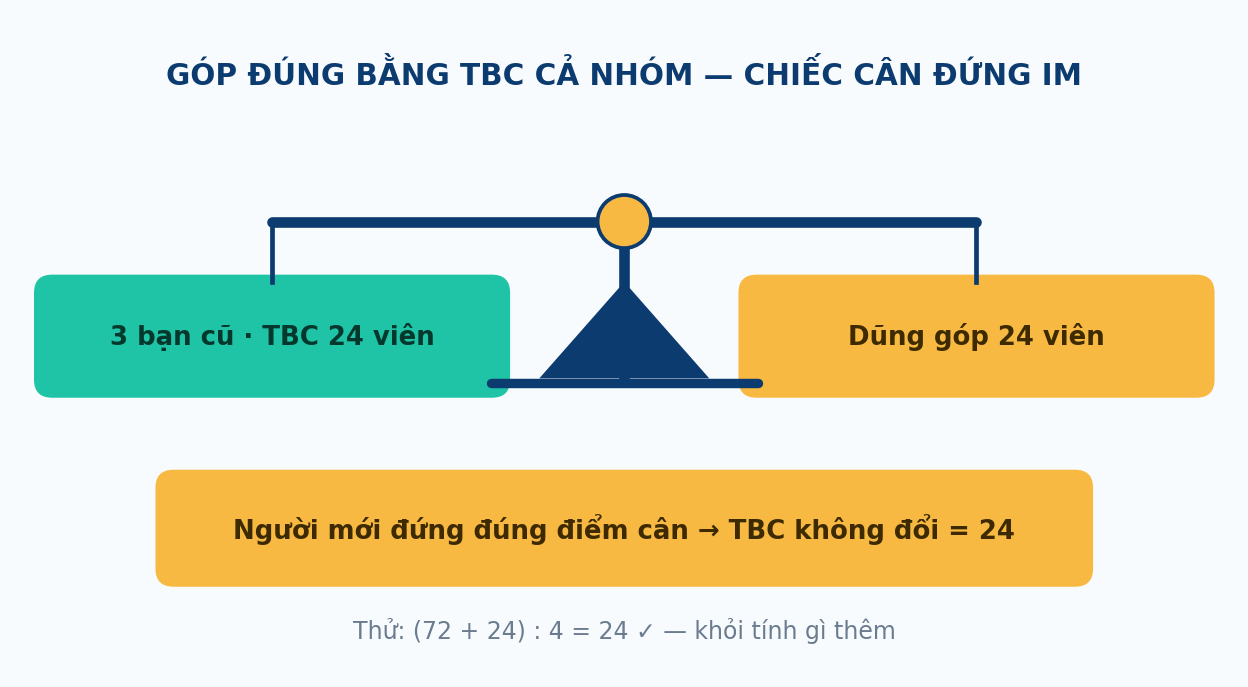 GÓP ĐÚNG BẰNG TBC CẢ NHÓM — CHIẾC CÂN ĐỨNG IM
3 bạn cũ · TBC 24 viên
Dũng góp 24 viên
Người mới đứng đúng điểm cân → TBC không đổi = 24
Thử: (72 + 24) : 4 = 24 ✓ — khỏi tính gì thêm